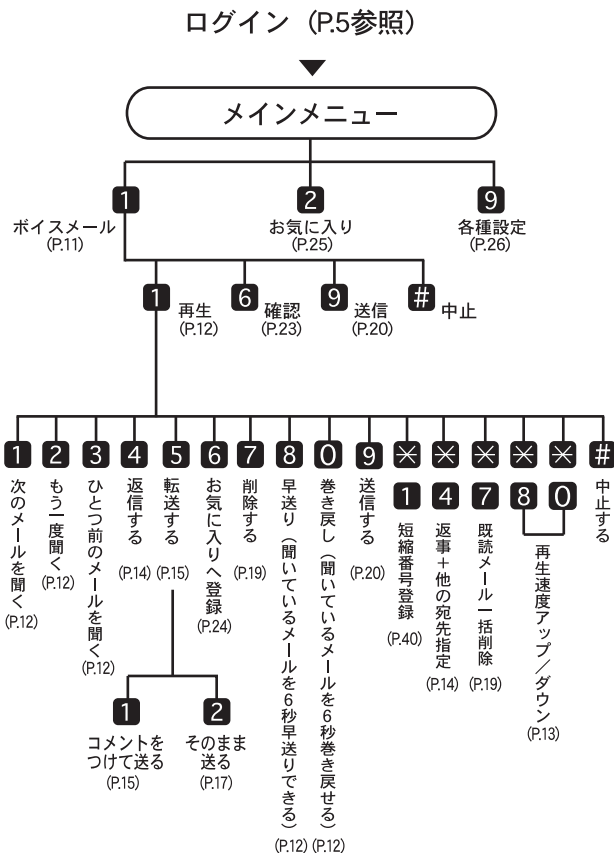 ログイン（P.5参照）
メインメニュー
1
ボイスメール
(P.11)
2
お気に入り
(P.25)
9
各種設定
(P.26)
1
再生
(P.12)
6
確認
(P.23)
9
送信
(P.20)
#
中止
1
次のメールを聞く
(P.12)
2
もう一度聞く
(P.12)
3
ひとつ前のメールを聞く
(P.12)
4
返信する
(P.14)
5
転送する
(P.15)
6
お気に入りへ登録
(P.24)
7
削除する
(P.19)
8
早送り（聞いているメールを6秒早送りできる）
(P.12)
0
巻き戻し（聞いているメールを6秒巻き戻せる）
(P.12)
9
送信する
(P.20)
＊
1
短縮番号登録
(P.40)
＊
4
返事＋他の宛先指定
(P.14)
＊
7
既読メール一括削除
(P.19)
＊ ＊
8 0
再生速度アップ／ダウン
(P.13)
#
中止する
1
コメントを
つけて送る
(P.15)
2
そのまま
送る
(P.17)